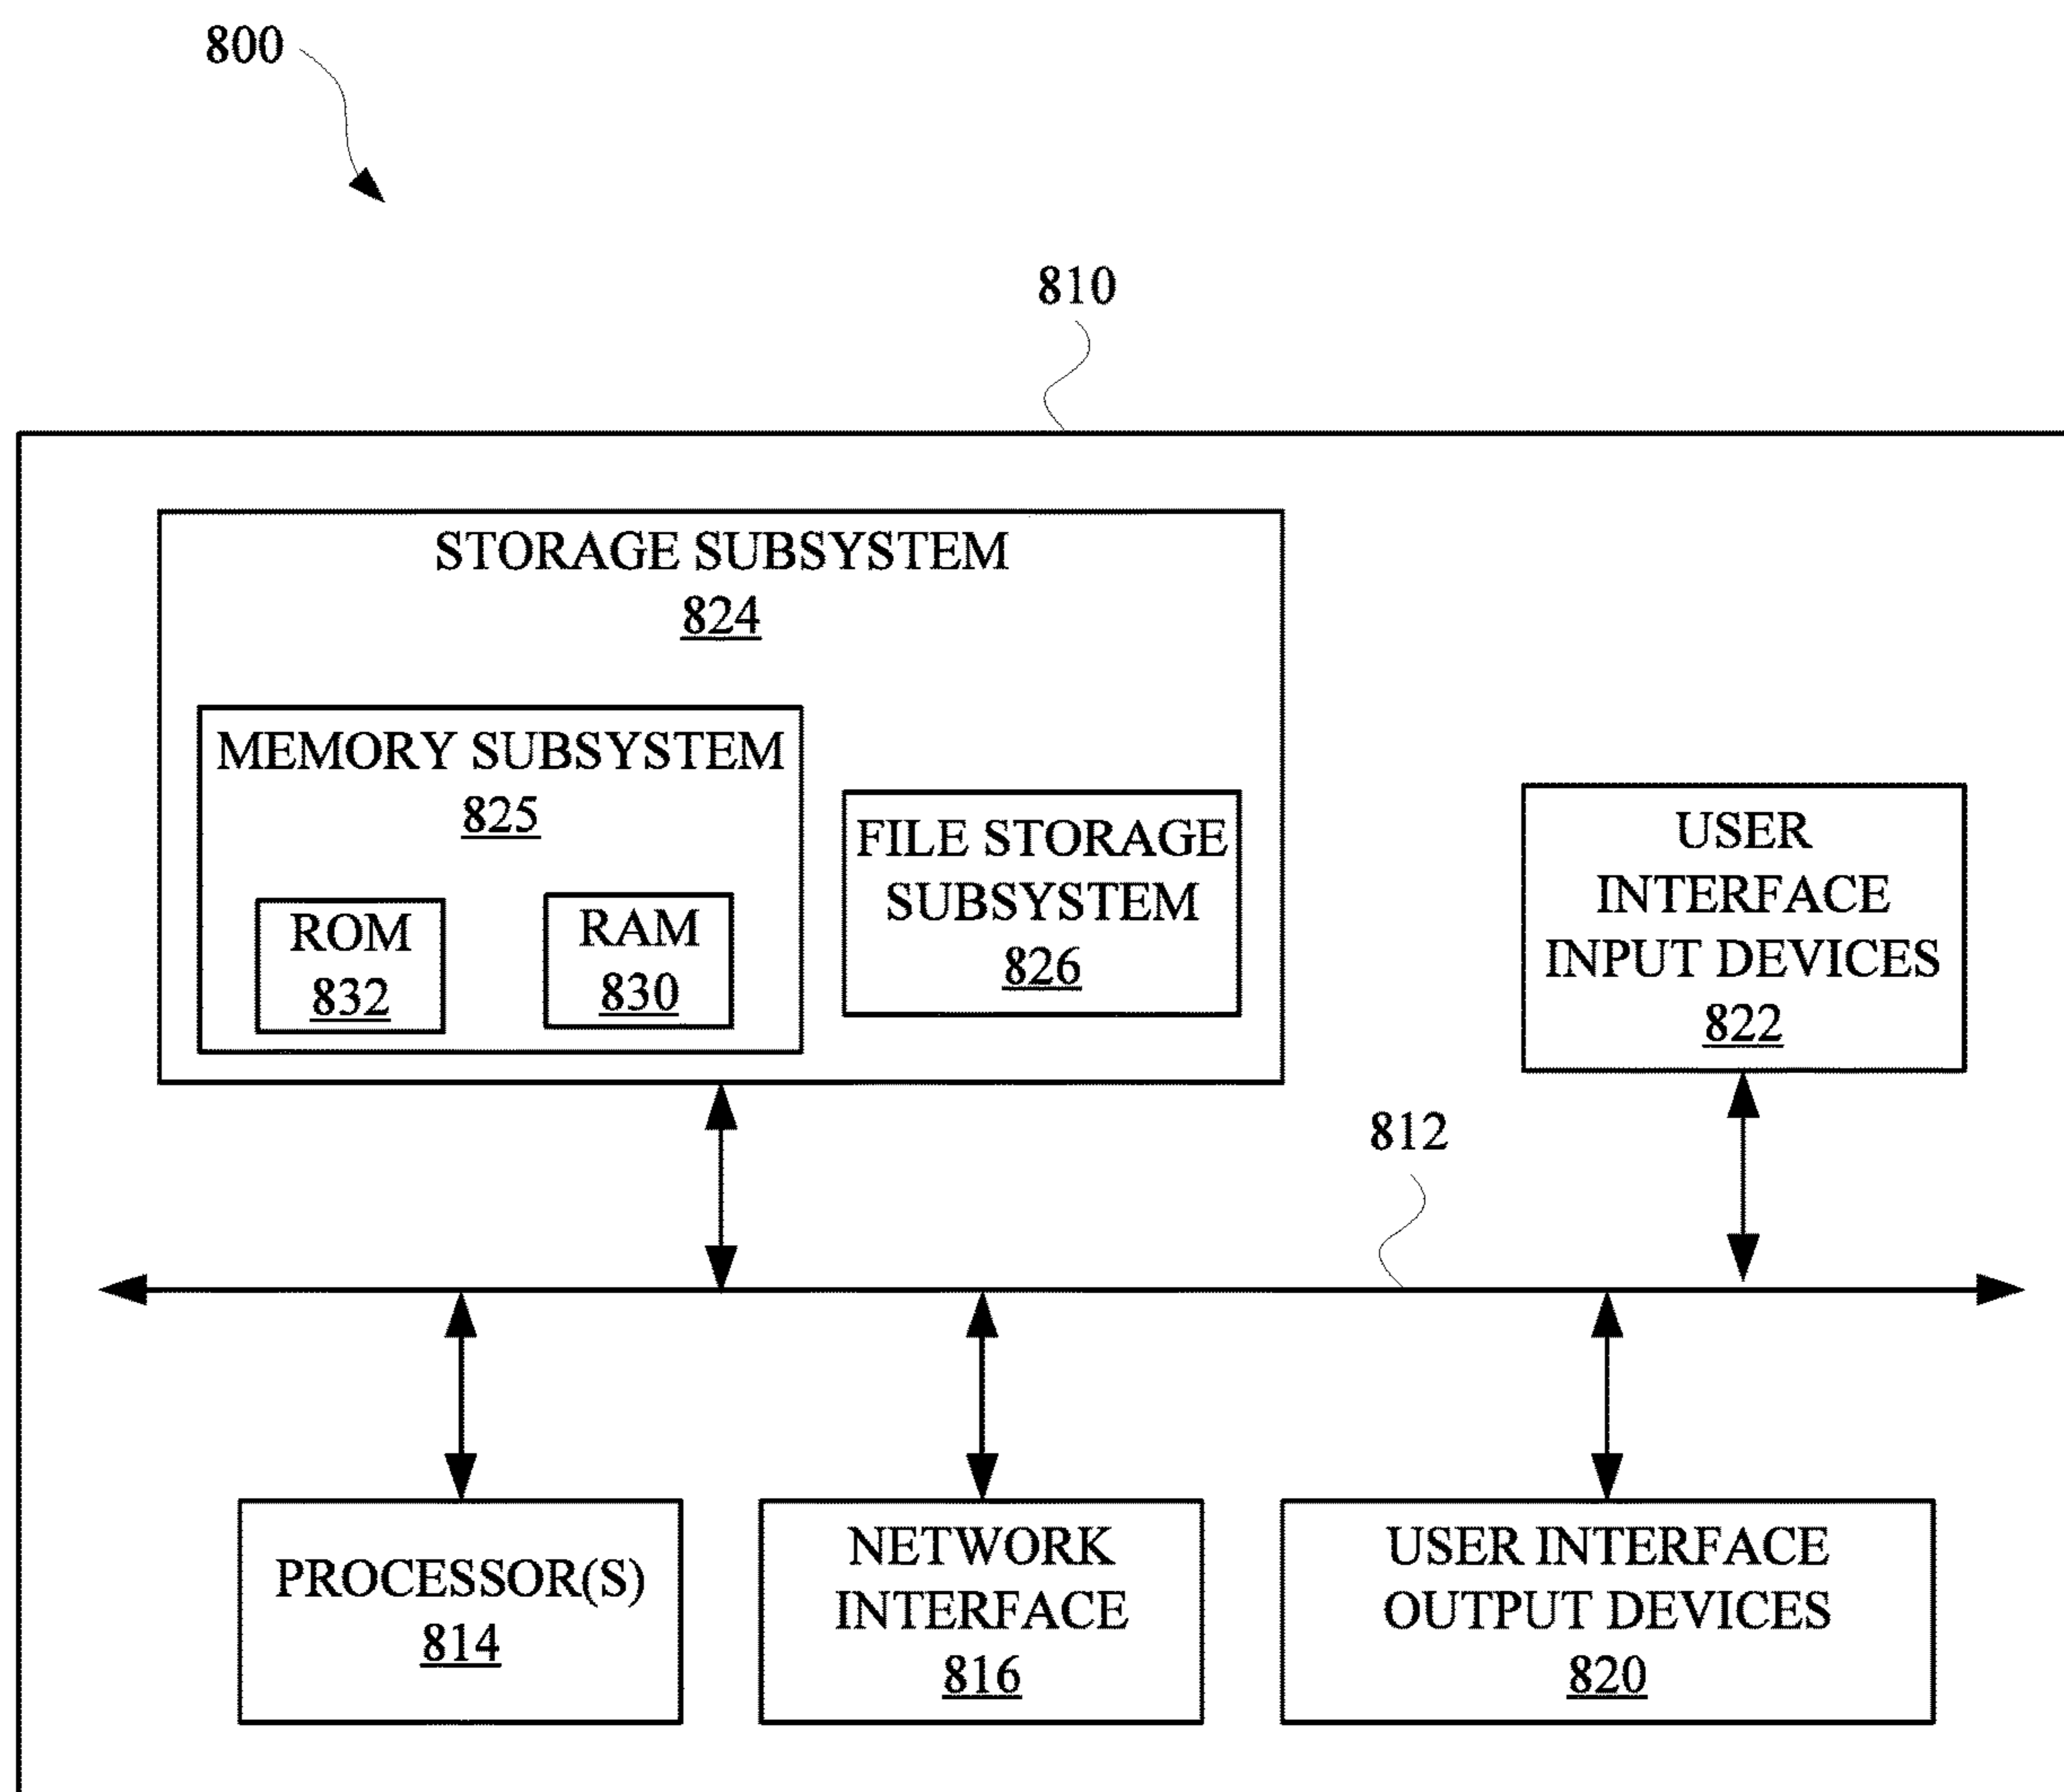 800
810
STORAGE SUBSYSTEM
824
MEMORY SUBSYSTEM
825
ROM
832
RAM
830
FILE STORAGE
SUBSYSTEM
826
USER
INTERFACE
INPUT DEVICES
822
812
PROCESSOR(S)
814
NETWORK
INTERFACE
816
USER INTERFACE
OUTPUT DEVICES
820